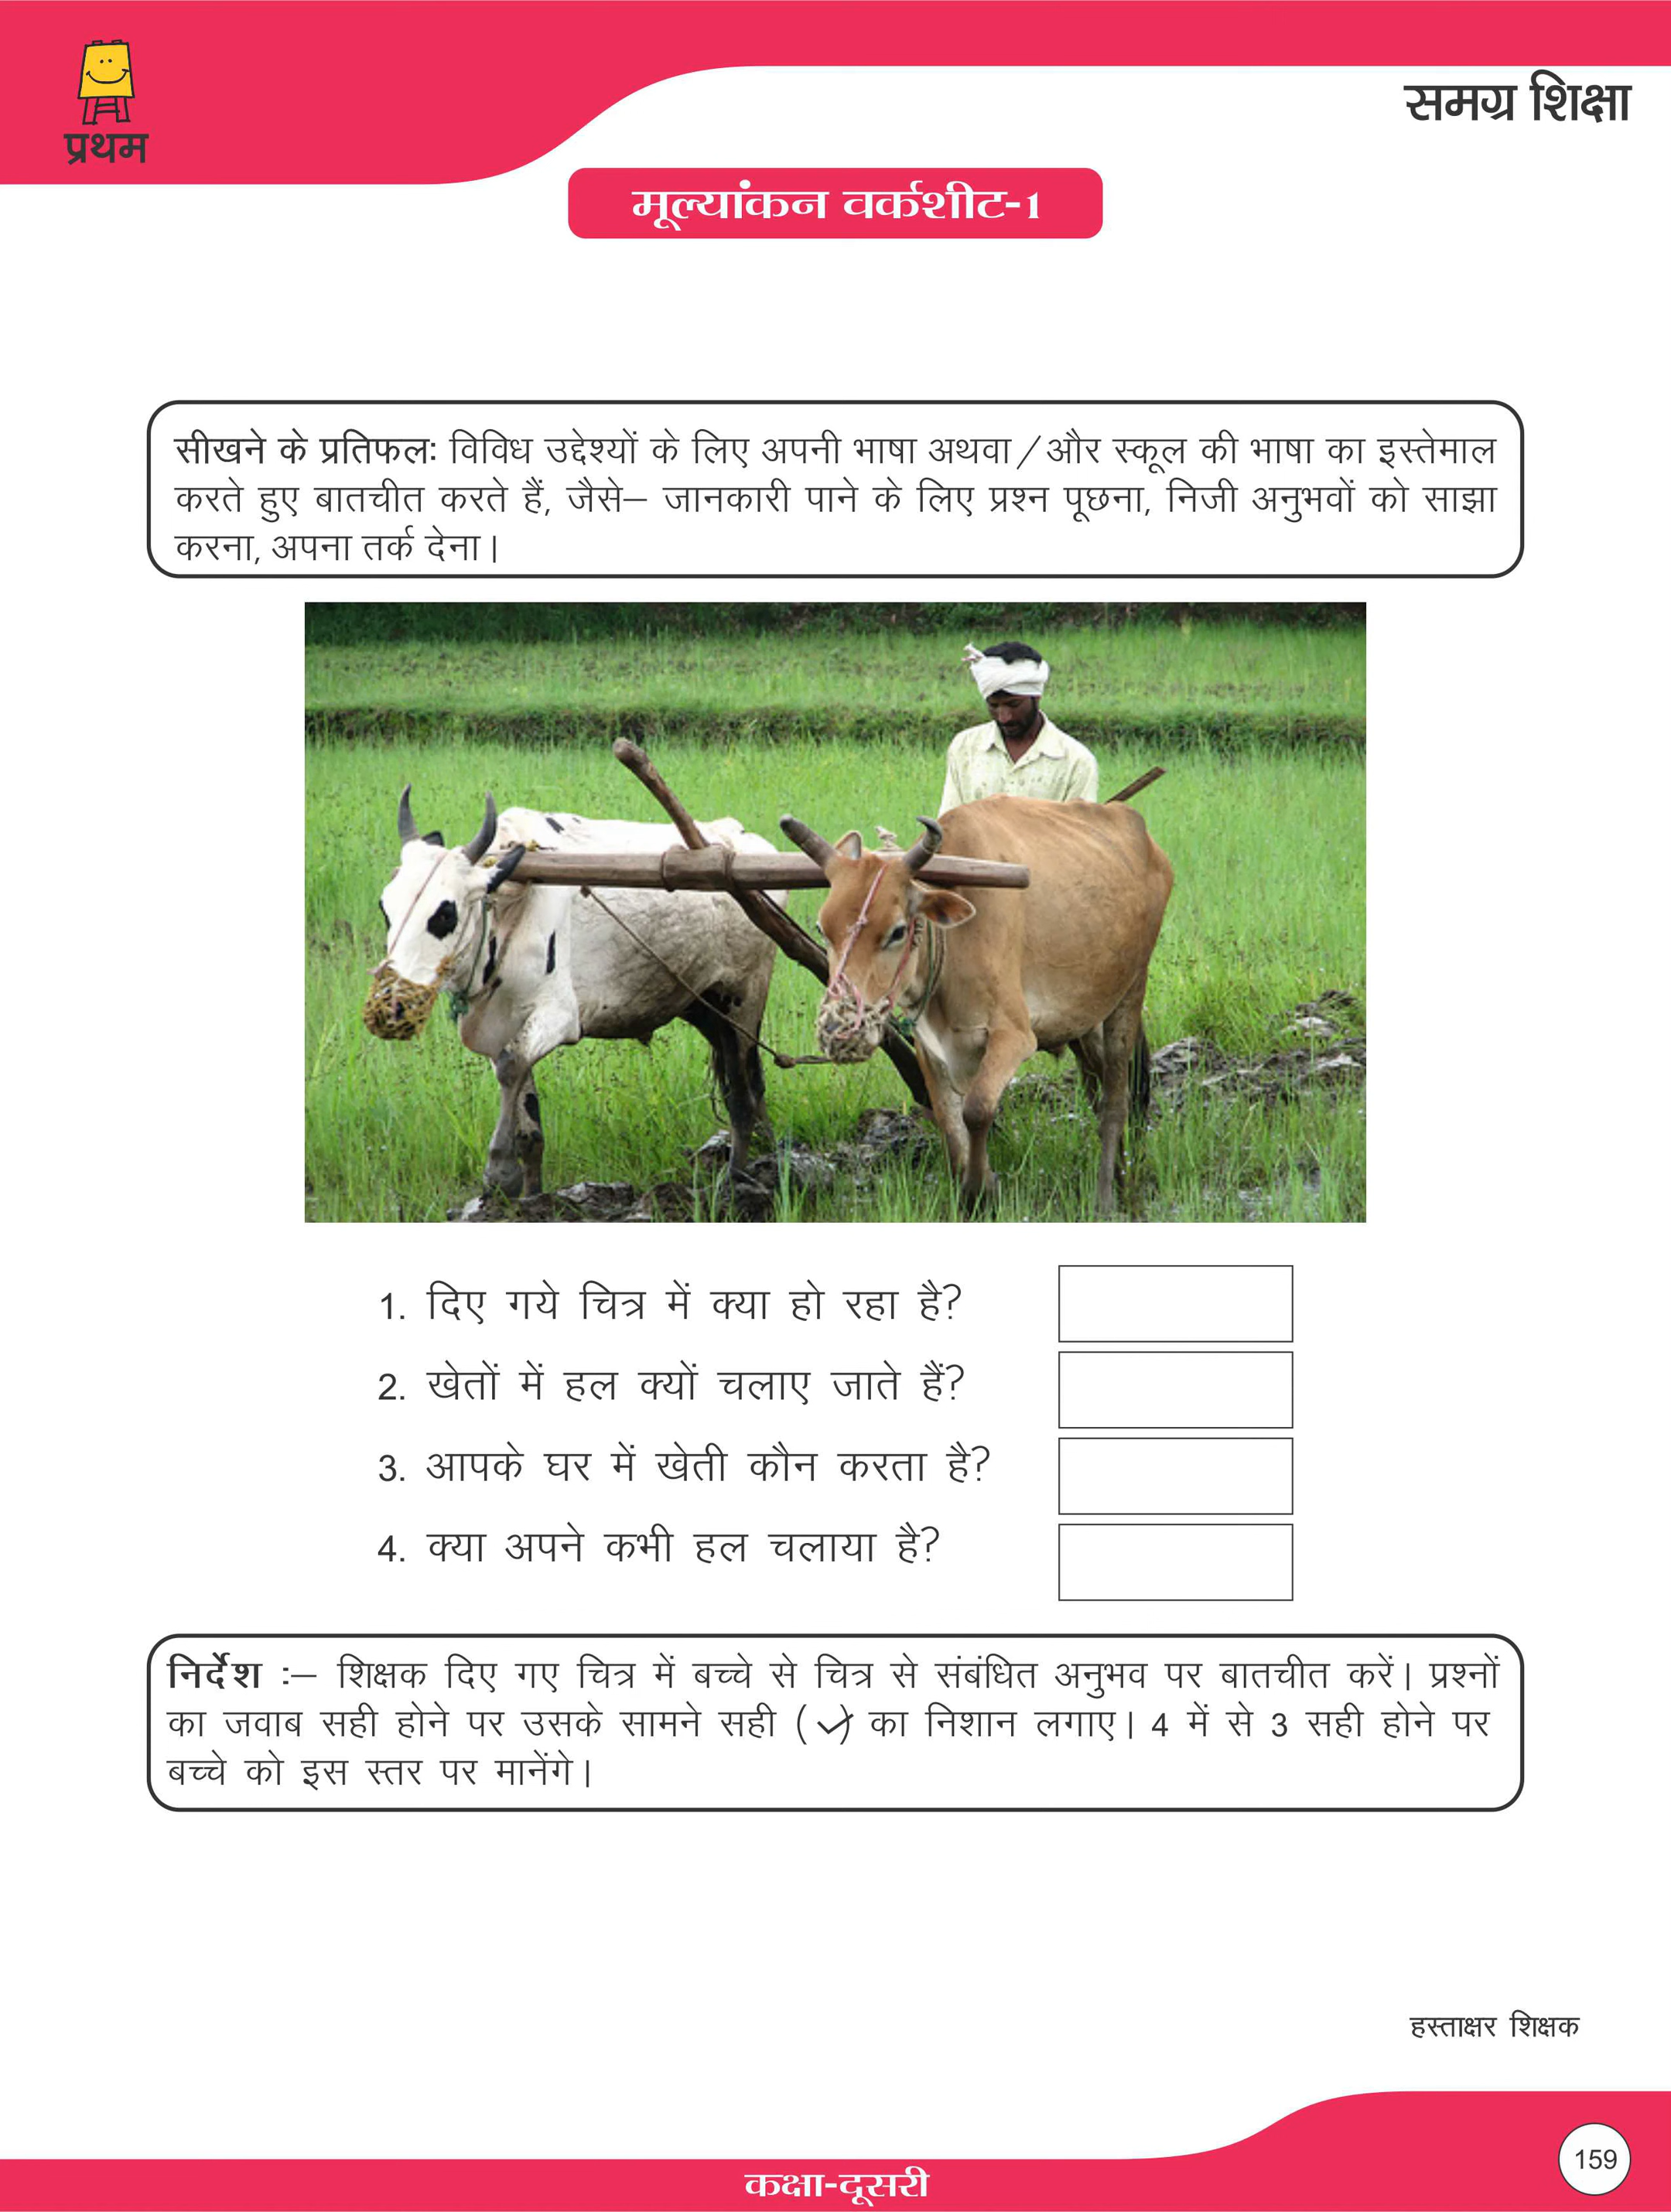 प्रथम
समग्र शिक्षा
मूल्यांकन वर्कशीट-1
सीखने के प्रतिफलः विविध उद्देश्यों के लिए अपनी भाषा अथवा/और स्कूल की भाषा का इस्तेमाल
करते हुए बातचीत करते हैं, जैसे– जानकारी पाने के लिए प्रश्न पूछना, निजी अनुभवों को साझा
करना, अपना तर्क देना।
1. दिए गये चित्र में क्या हो रहा है?
2. खेतों में हल क्यों चलाए जाते हैं?
3. आपके घर में खेती कौन करता है?
4. क्या अपने कभी हल चलाया है?
निर्देश :– शिक्षक दिए गए चित्र में बच्चे से चित्र से संबंधित अनुभव पर बातचीत करें। प्रश्नों
का जवाब सही होने पर उसके सामने सही (✓) का निशान लगाए। 4 में से 3 सही होने पर
बच्चे को इस स्तर पर मानेंगे।
हस्ताक्षर शिक्षक
159
कक्षा-दूसरी